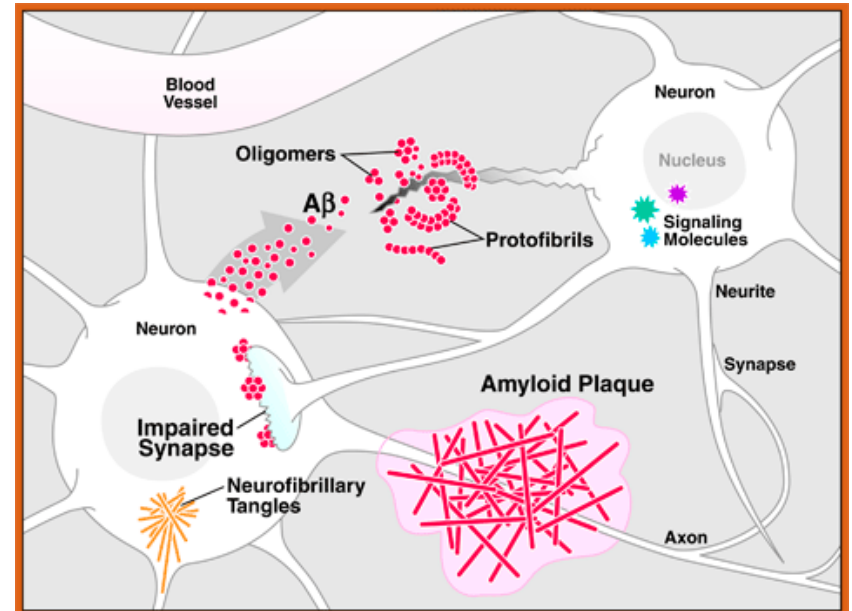 Blood
Vessel
Neuron
Oligomers
Nucleus
Aβ
Signaling
Molecules
Protofibrils
Neurite
Neuron
Synapse
Amyloid Plaque
Impaired
Synapse
Neurofibrillary
Tangles
Axon